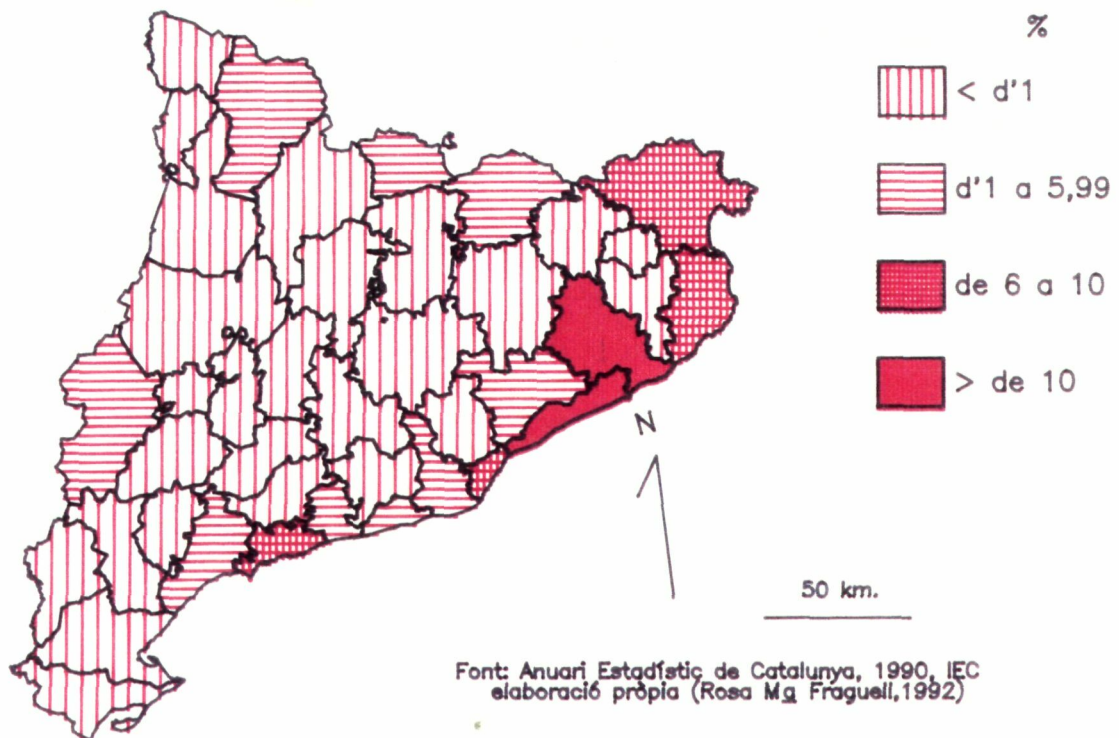 %
< d'1
d'1 a 5,99
de 6 a 10
> de 10
N
50 km.
Font: Anuari Estadístic de Catalunya, 1990, IEC
elaboració pròpia (Rosa Mª Fraguell,1992)